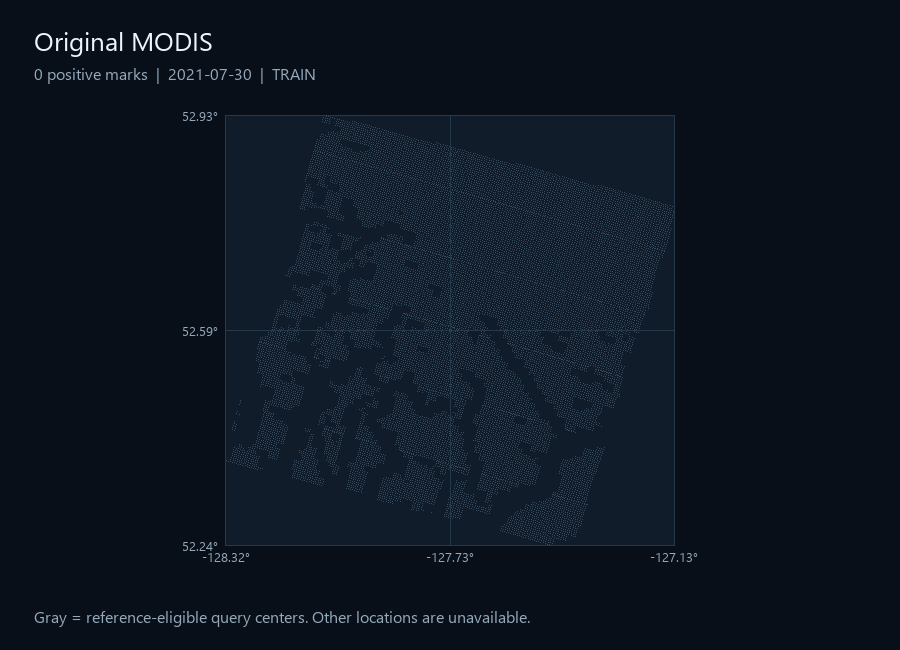 Original MODIS
0 positive marks | 2021-07-30 | TRAIN
52.93°
52.59°
52.24°
-128.32°
-127.73°
-127.13°
Gray = reference-eligible query centers. Other locations are unavailable.